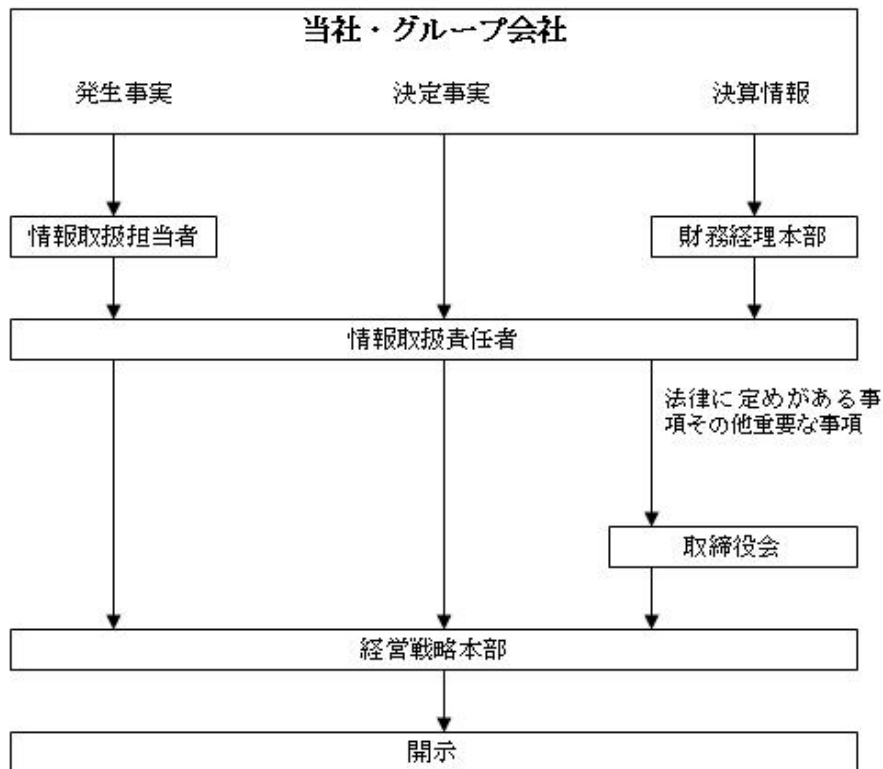 当社・グループ会社
発生事実
決定事実
決算情報
情報取扱担当者
財務経理本部
情報取扱責任者
法律に定めがある事
項その他重要な事項
取締役会
経営戦略本部
開示